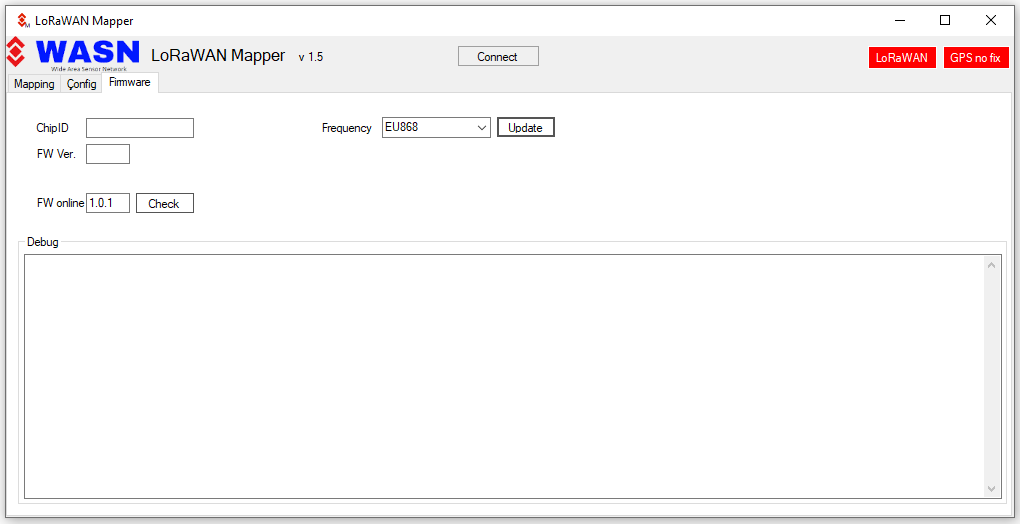 LoRaWAN Mapper
WASN
Wide Area Sensor Network
LoRaWAN Mapper v 1.5
Connect
LoRaWAN
GPS no fix
Mapping
Config
Firmware
ChipID
Frequency EU868 Update
FW Ver.
FW online 1.0.1 Check
Debug